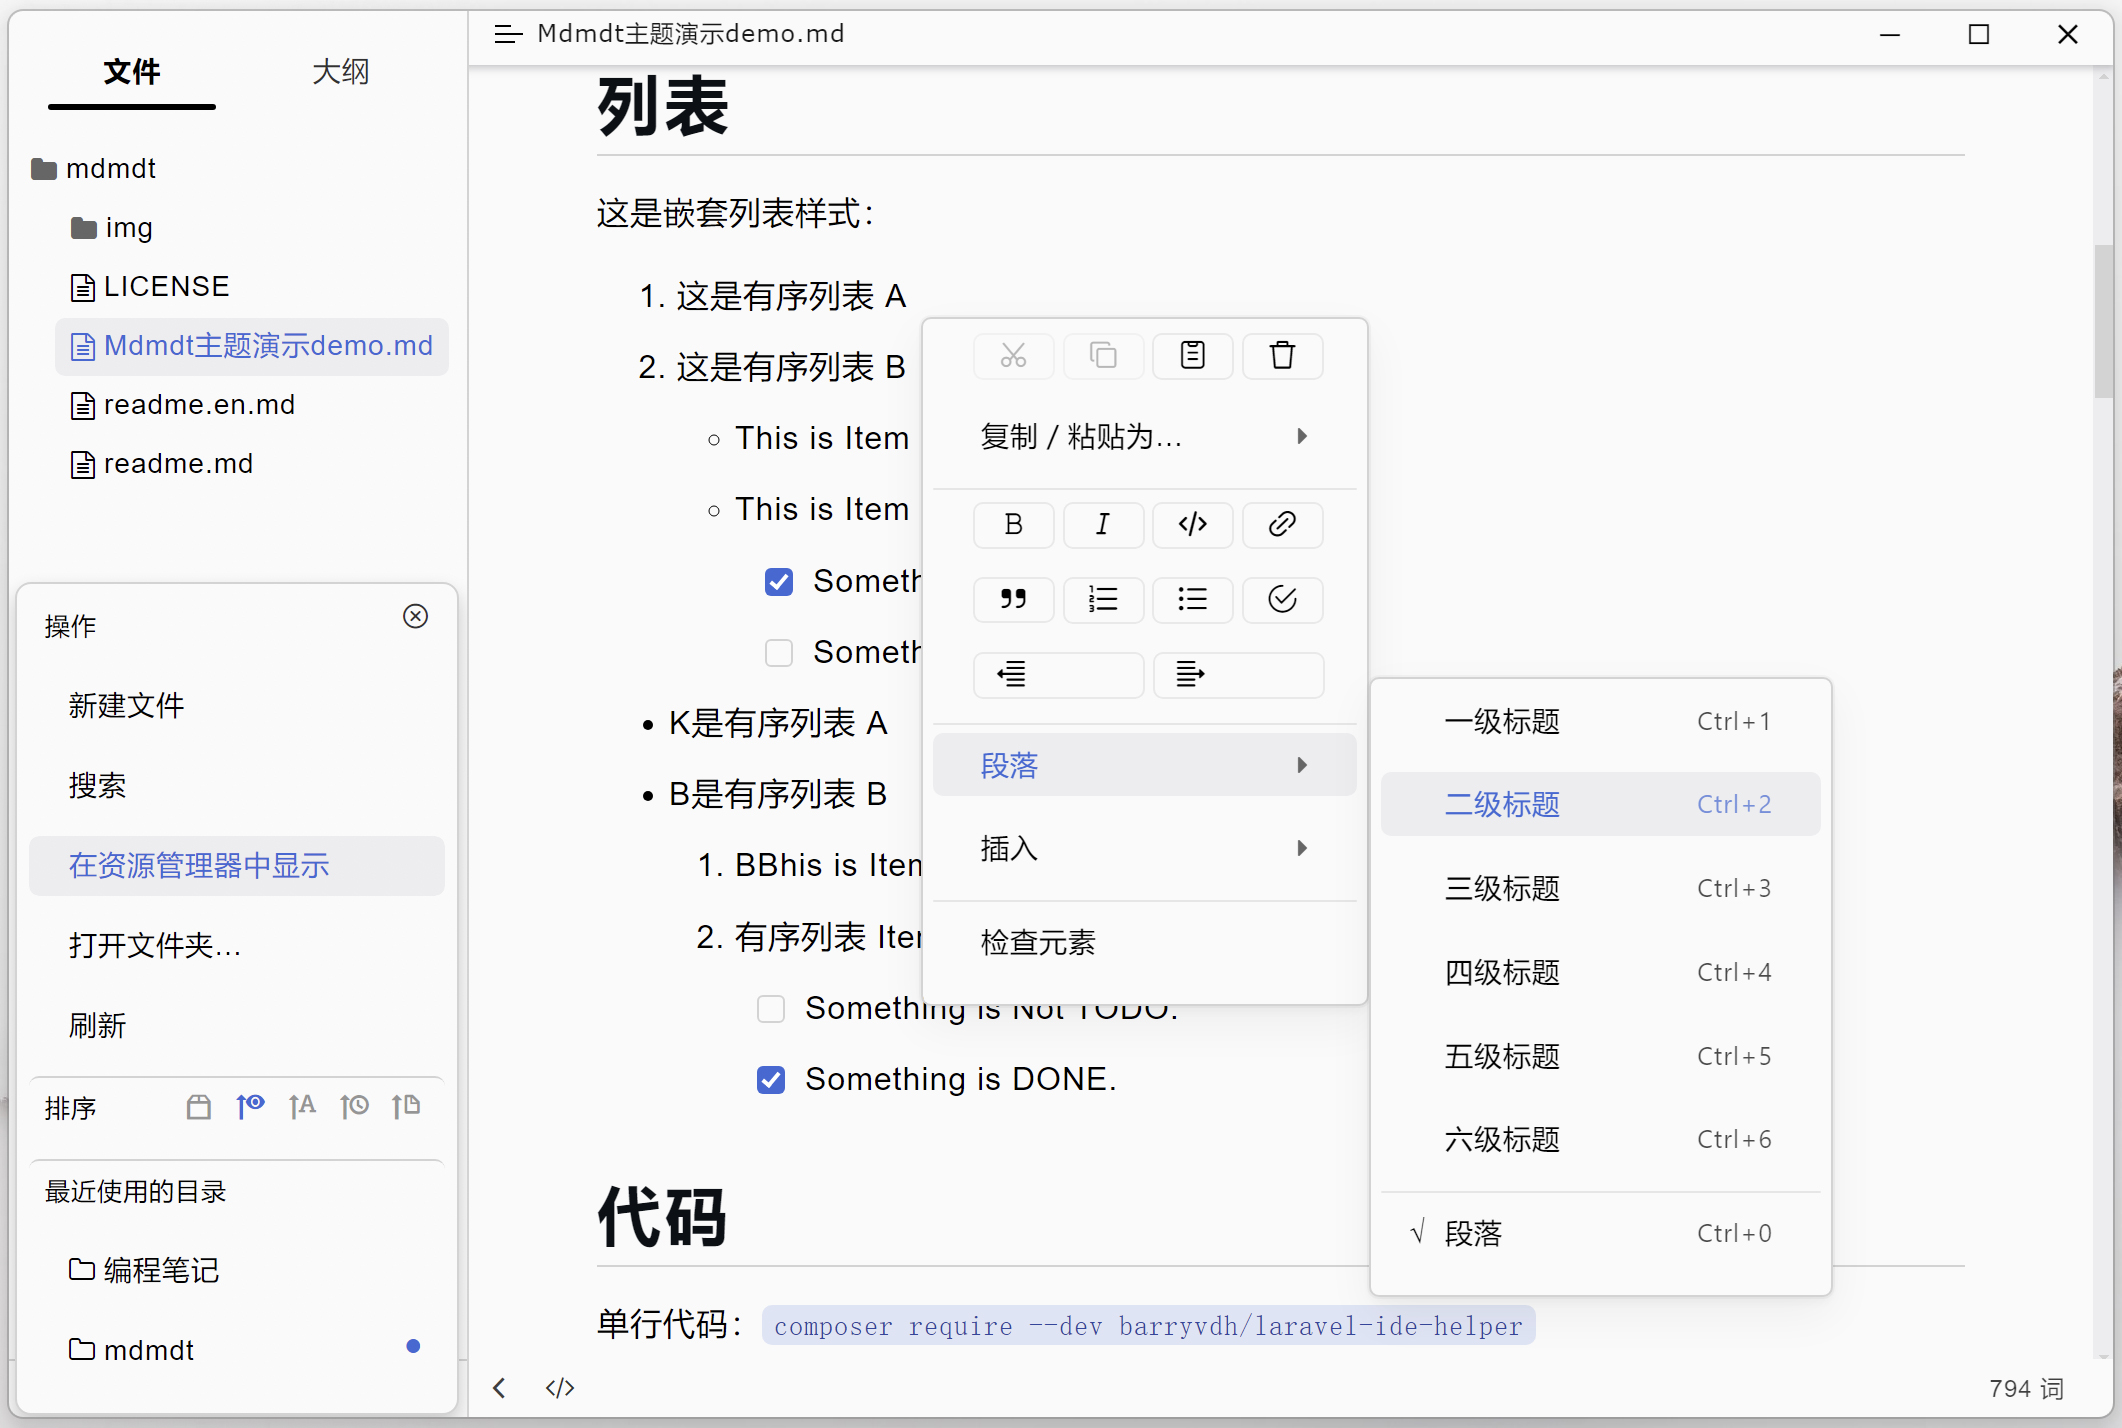 Mdmdt主题演示demo.md
文件
大纲
mdmdt
img
LICENSE
Mdmdt主题演示demo.md
readme.en.md
readme.md
操作
新建文件
搜索
在资源管理器中显示
打开文件夹...
刷新
排序
最近使用的目录
编程笔记
mdmdt
列表
这是嵌套列表样式：
1. 这是有序列表 A
2. 这是有序列表 B
This is Item
This is Item
Someth
Someth
K是有序列表 A
B是有序列表 B
1. BBhis is Item
2. 有序列表 Item
Something is Not TODO.
Something is DONE.
代码
单行代码： composer require --dev barryvdh/laravel-ide-helper
复制 / 粘贴为...
B
I
</>
段落
插入
检查元素
一级标题 Ctrl+1
二级标题 Ctrl+2
三级标题 Ctrl+3
四级标题 Ctrl+4
五级标题 Ctrl+5
六级标题 Ctrl+6
√ 段落 Ctrl+0
</>
794 词